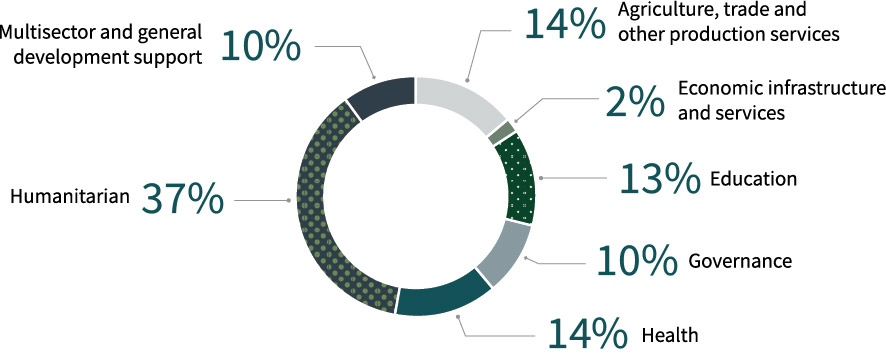 Multisector and general
development support
10%
14%
Agriculture, trade and
other production services
2%
Economic infrastructure
and services
13%
Education
10%
Governance
14%
Health
Humanitarian
37%